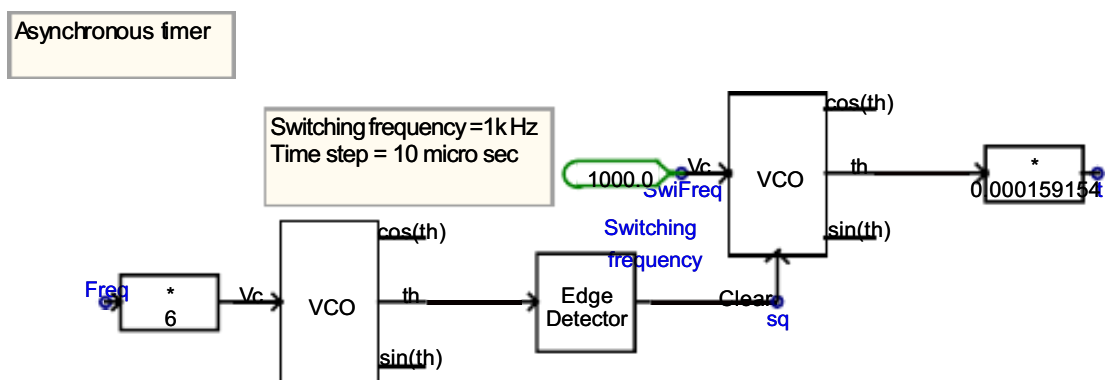 Asynchronous timer
Switching frequency =1k Hz
Time step = 10 micro sec
cos(th)
1000.0
Vc
SwiFreq
VCO
th
*
0.000159154
t
sin(th)
Switching
frequency
cos(th)
Freq
*
6
Vc
VCO
th
Edge
Detector
Clear
sq
sin(th)